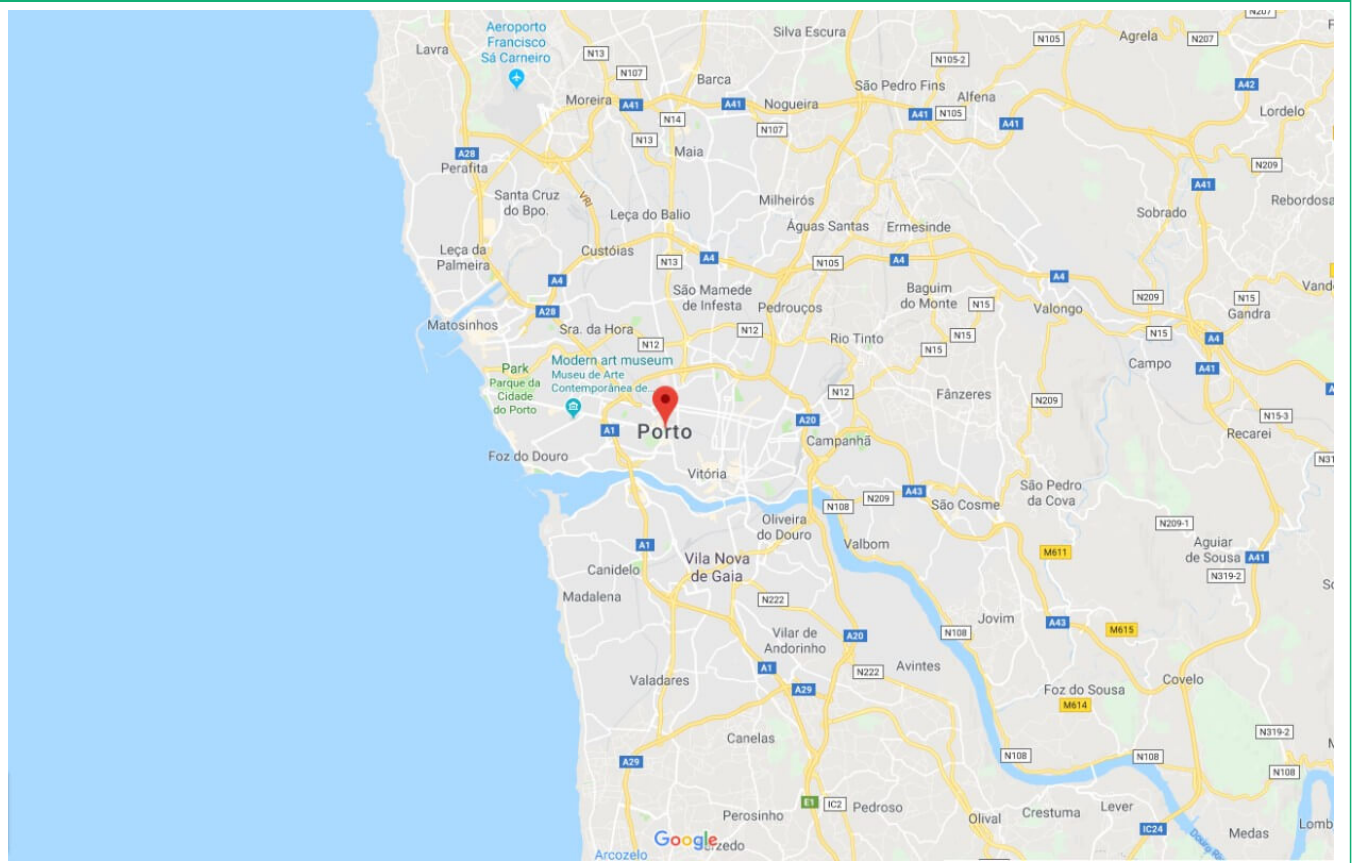 N207
Aeroporto
Francisco
Sá Carneiro
Lavra
N13
Silva Escura
N105
Agrela
N207
N107
Barca
N105-2
São Pedro Fins
A42
Moreira
A41
A41
Nogueira
Alfena
Lordelo
N14
N107
A41
N105
A41
N13
Maia
A28
Perafita
N209
A41
Santa Cruz
do Bpo.
VRI
Leça do Balio
Milheirós
Sobrado
Rebordosa
Águas Santas
Ermesinde
Leça da
Palmeira
Custóias
N13
A4
N105
A4
A4
A4
São Mamede
de Infesta
Pedrouços
Baguim
do Monte
N15
Valongo
N209
N15
Gandra
A28
Matosinhos
Sra. da Hora
N12
N12
Rio Tinto
N15
N15
N15
A4
Campo
A41
Park
Parque da
Cidade
do Porto
Modern art museum
Museu de Arte
Contemporânea de...
N12
Fânzeres
N209
A1
Porto
A20
Campanhã
N15-3
Recarei
Foz do Douro
Vitória
N108
N209
A43
São Cosme
São Pedro
da Cova
N209-1
Oliveira
do Douro
Valbom
A1
Vila Nova
de Gaia
M611
Aguiar
de Sousa
A41
N319-2
Canidelo
Madalena
N222
Vilar de
Andorinho
A20
N108
Jovim
A43
M615
A1
N222
Avintes
Valadares
A29
Foz do Sousa
M614
Covelo
Canelas
N319-2
A29
N108
N108
N108
E1
IC2
Pedroso
Perosinho
Olival
Crestuma
Lever
IC24
Medas
Google
Arcozelo